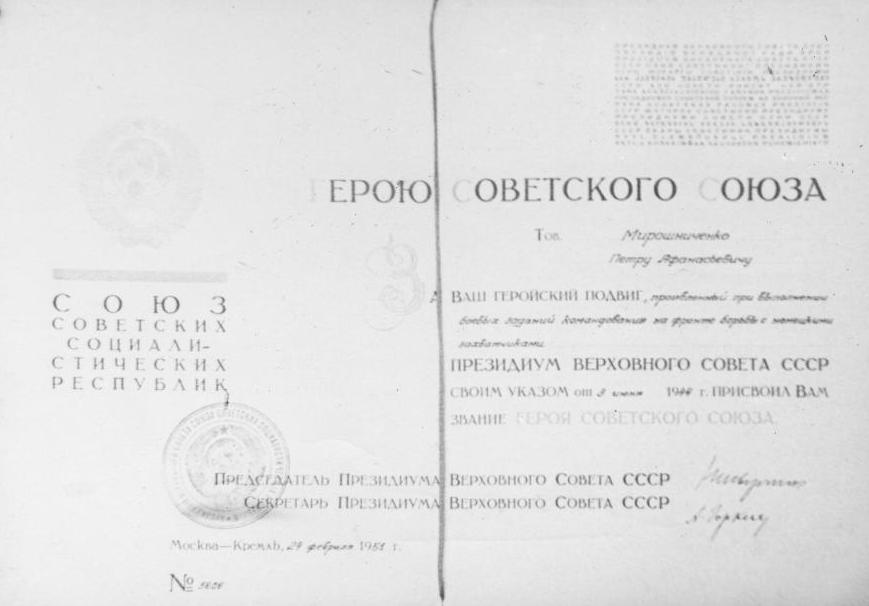 ГЕРОЮ СОВЕТСКОГО СОЮЗА
Тов. Мирошниченко
Петру Афанасьевичу
ЗА ВАШ ГЕРОЙСКИЙ ПОДВИГ, проявленный при выполнении
боевых заданий командования на фронте борьбы с немецкими
захватчиками
ПРЕЗИДИУМ ВЕРХОВНОГО СОВЕТА СССР
СВОИМ УКАЗОМ от 3 июня 1944 г. ПРИСВОИЛ ВАМ
ЗВАНИЕ ГЕРОЯ СОВЕТСКОГО СОЮЗА.
СОЮЗ
СОВЕТСКИХ
СОЦИАЛИ-
СТИЧЕСКИХ
РЕСПУБЛИК
ПРЕДСЕДАТЕЛЬ ПРЕЗИДИУМА ВЕРХОВНОГО СОВЕТА СССР
СЕКРЕТАРЬ ПРЕЗИДИУМА ВЕРХОВНОГО СОВЕТА СССР
А. Горкин
Москва—Кремль, 24 февраля 1951 г.
№